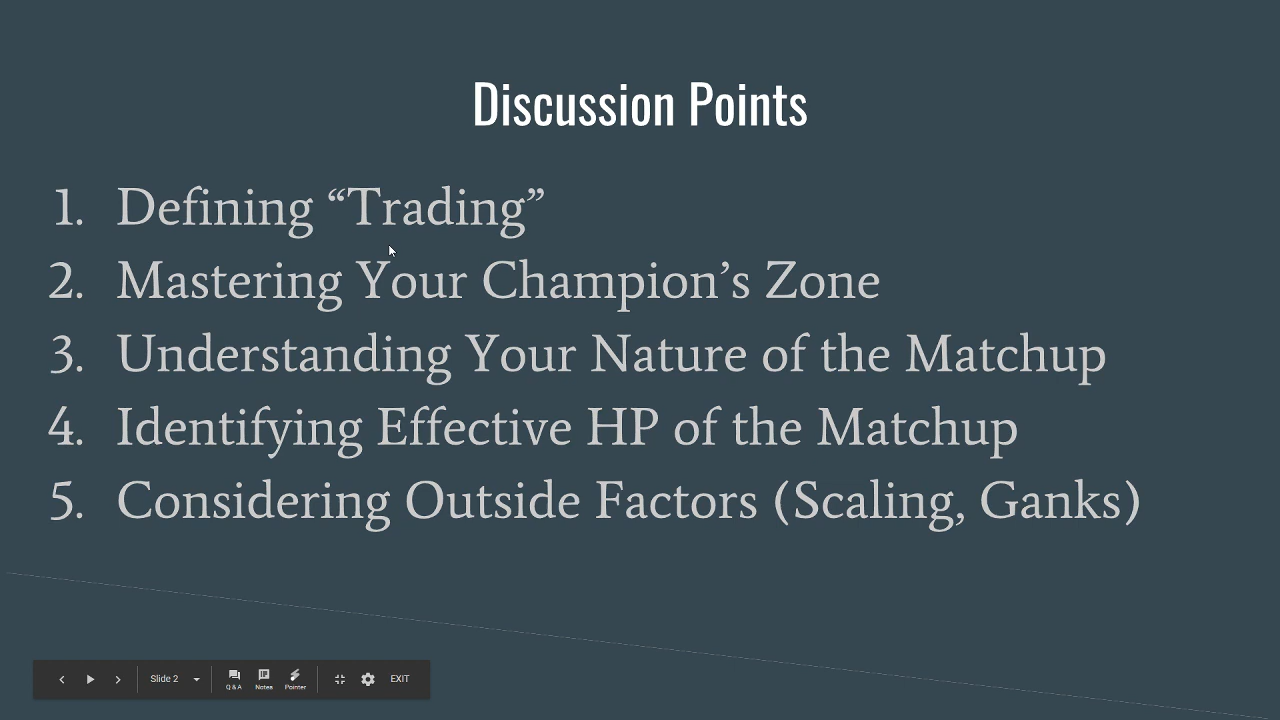 Discussion Points
1. Defining “Trading”
2. Mastering Your Champion’s Zone
3. Understanding Your Nature of the Matchup
4. Identifying Effective HP of the Matchup
5. Considering Outside Factors (Scaling, Ganks)
Slide 2 Q & A Notes Pointer EXIT